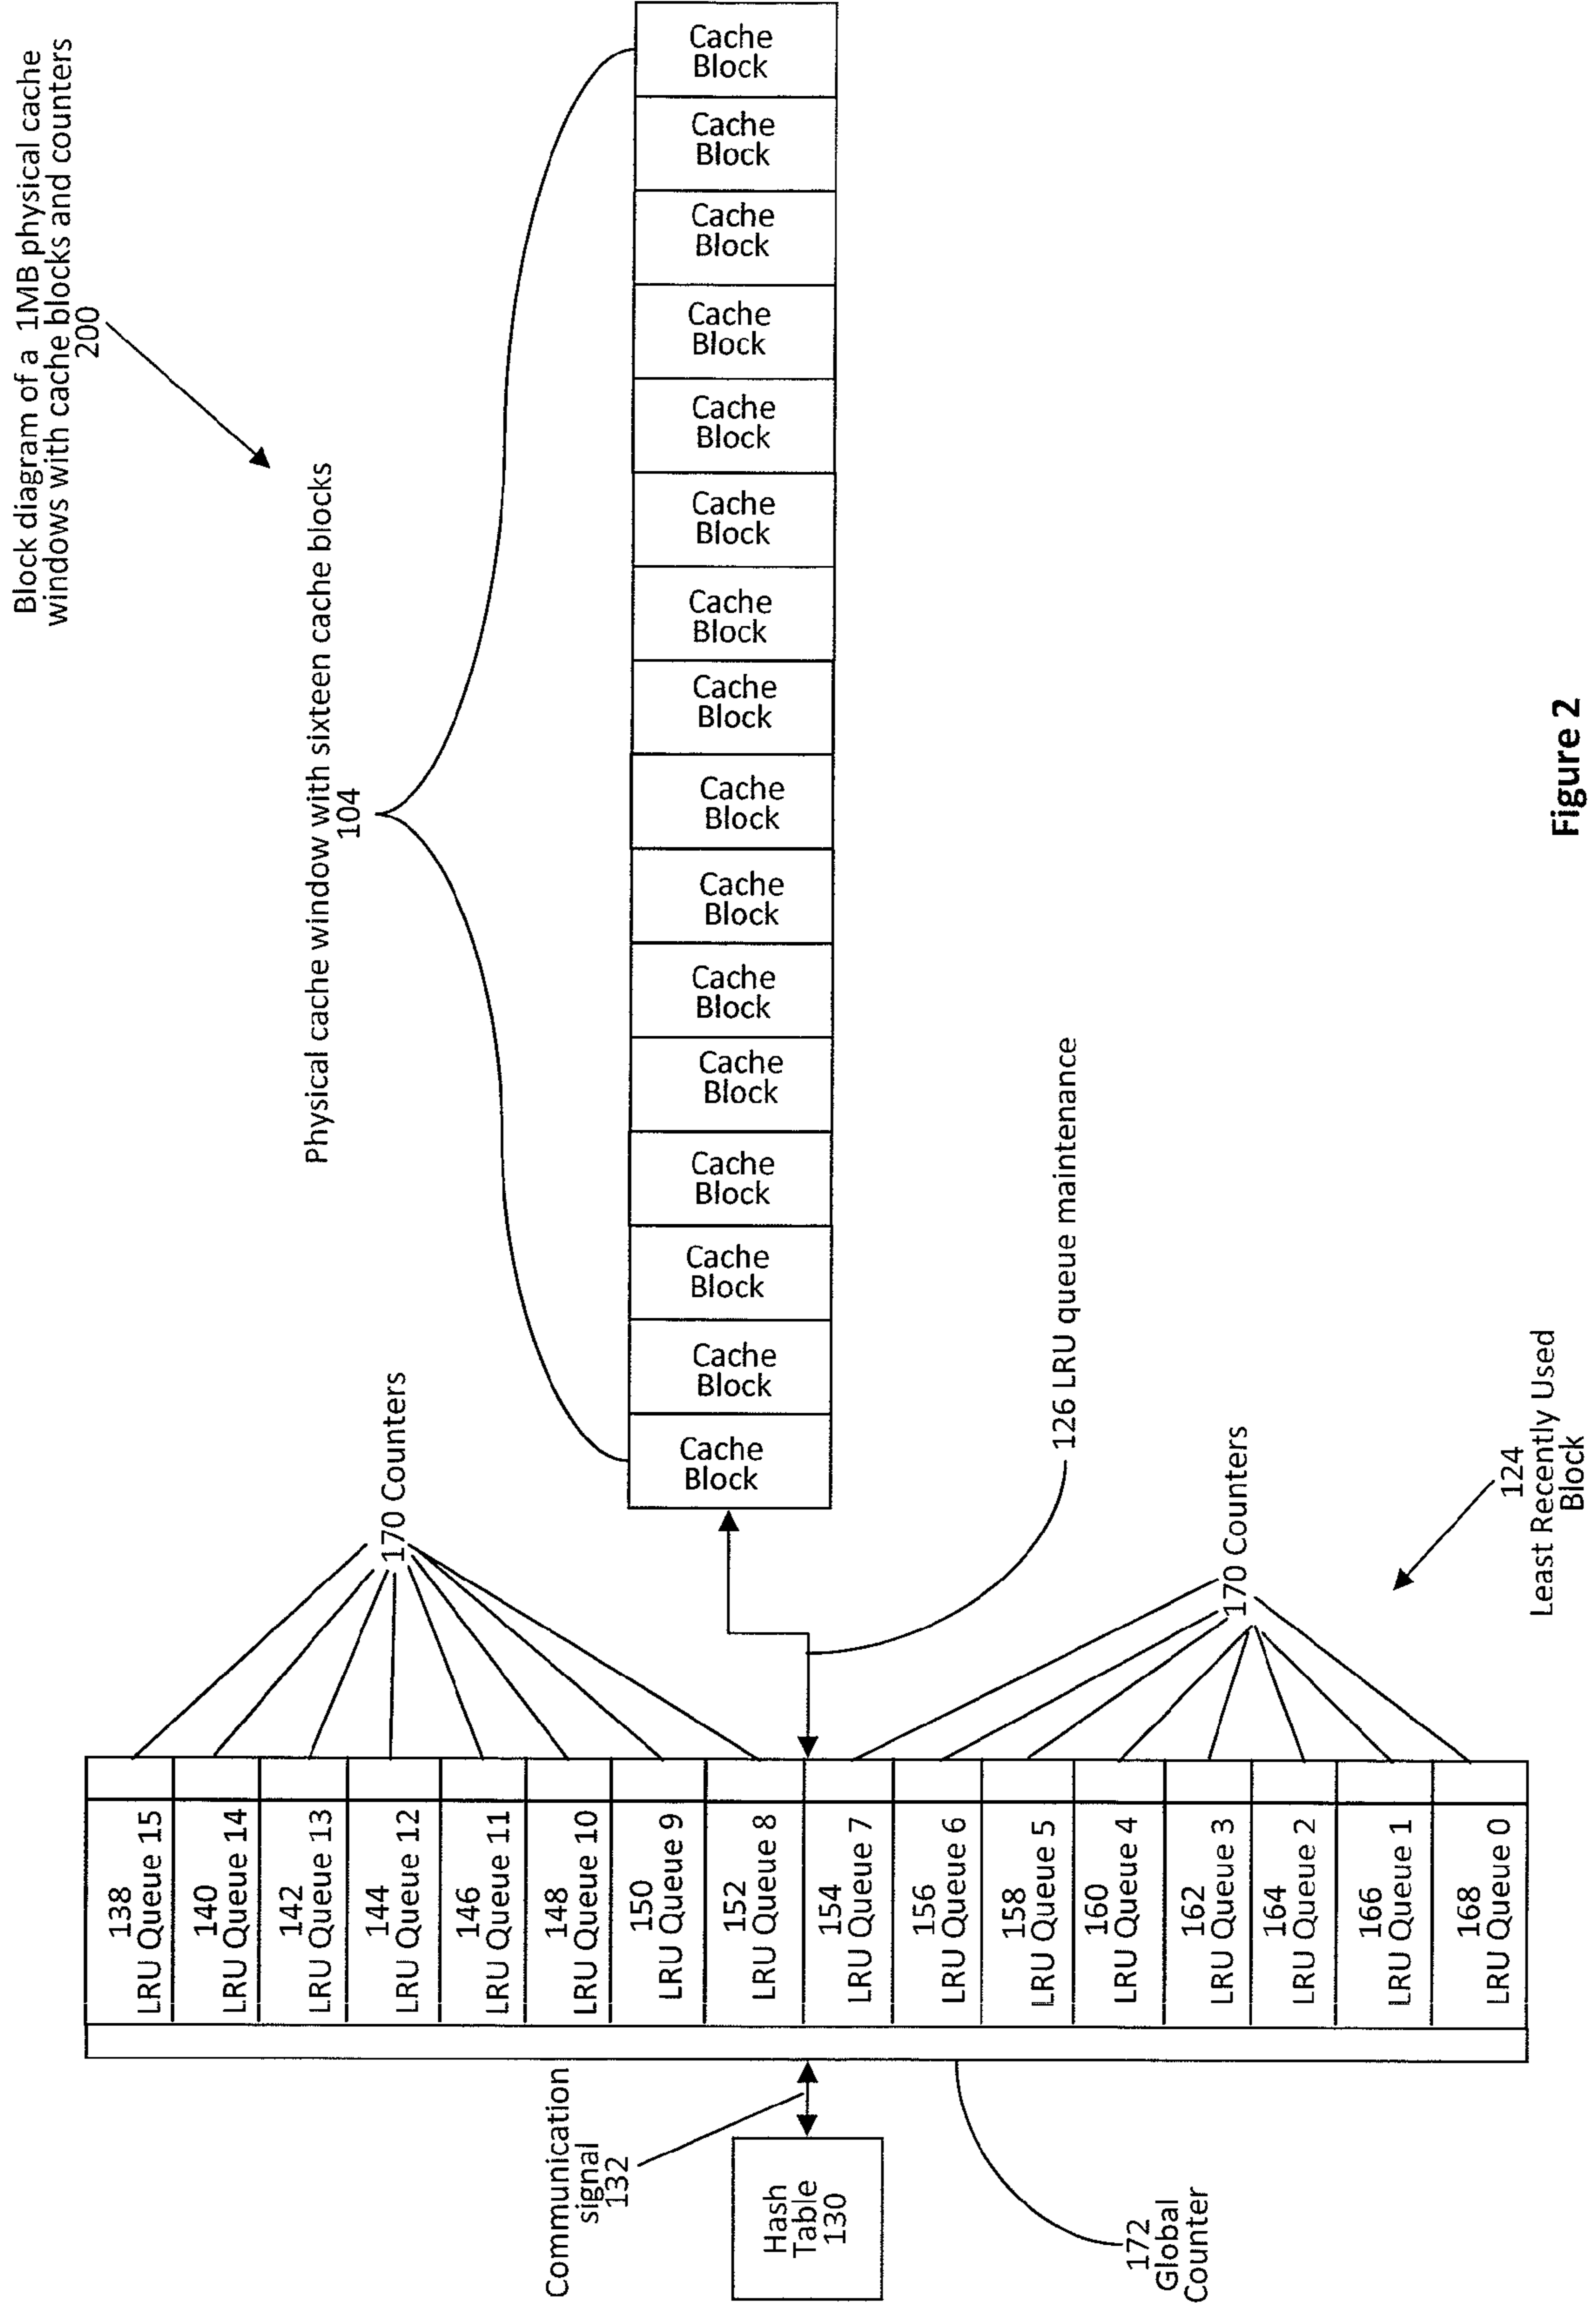 Block diagram of a 1MB physical cache
windows with cache blocks and counters
200
Physical cache window with sixteen cache blocks
104
170 Counters
138
LRU Queue 15
140
LRU Queue 14
142
LRU Queue 13
144
LRU Queue 12
146
LRU Queue 11
148
LRU Queue 10
150
LRU Queue 9
152
LRU Queue 8
154
LRU Queue 7
156
LRU Queue 6
158
LRU Queue 5
160
LRU Queue 4
162
LRU Queue 3
164
LRU Queue 2
166
LRU Queue 1
168
LRU Queue 0
Communication
signal
132
Hash
Table
130
172
Global
Counter
Cache
Block
Cache
Block
Cache
Block
Cache
Block
Cache
Block
Cache
Block
Cache
Block
Cache
Block
Cache
Block
Cache
Block
Cache
Block
Cache
Block
Cache
Block
Cache
Block
Cache
Block
Cache
Block
126 LRU queue maintenance
170 Counters
124
Least Recently Used
Block
Figure 2